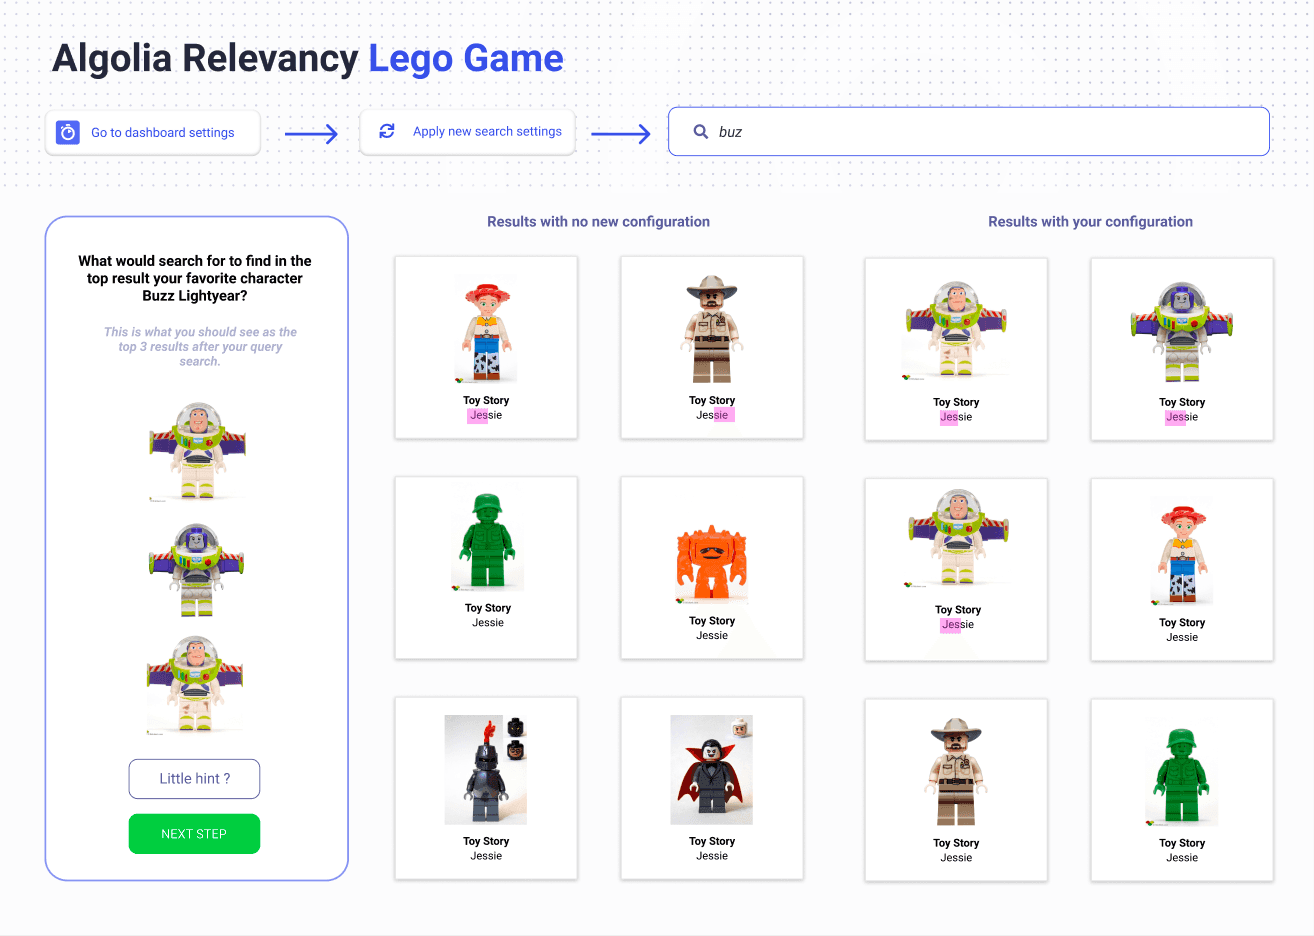 Algolia Relevancy Lego Game
Go to dashboard settings
Apply new search settings
buz
What would search for to find in the
top result your favorite character
Buzz Lightyear?
This is what you should see as the
top 3 results after your query
search.
Little hint ?
NEXT STEP
Results with no new configuration
Toy Story
Jessie
Toy Story
Jessie
Toy Story
Jessie
Toy Story
Jessie
Toy Story
Jessie
Toy Story
Jessie
Results with your configuration
Toy Story
Jessie
Toy Story
Jessie
Toy Story
Jessie
Toy Story
Jessie
Toy Story
Jessie
Toy Story
Jessie